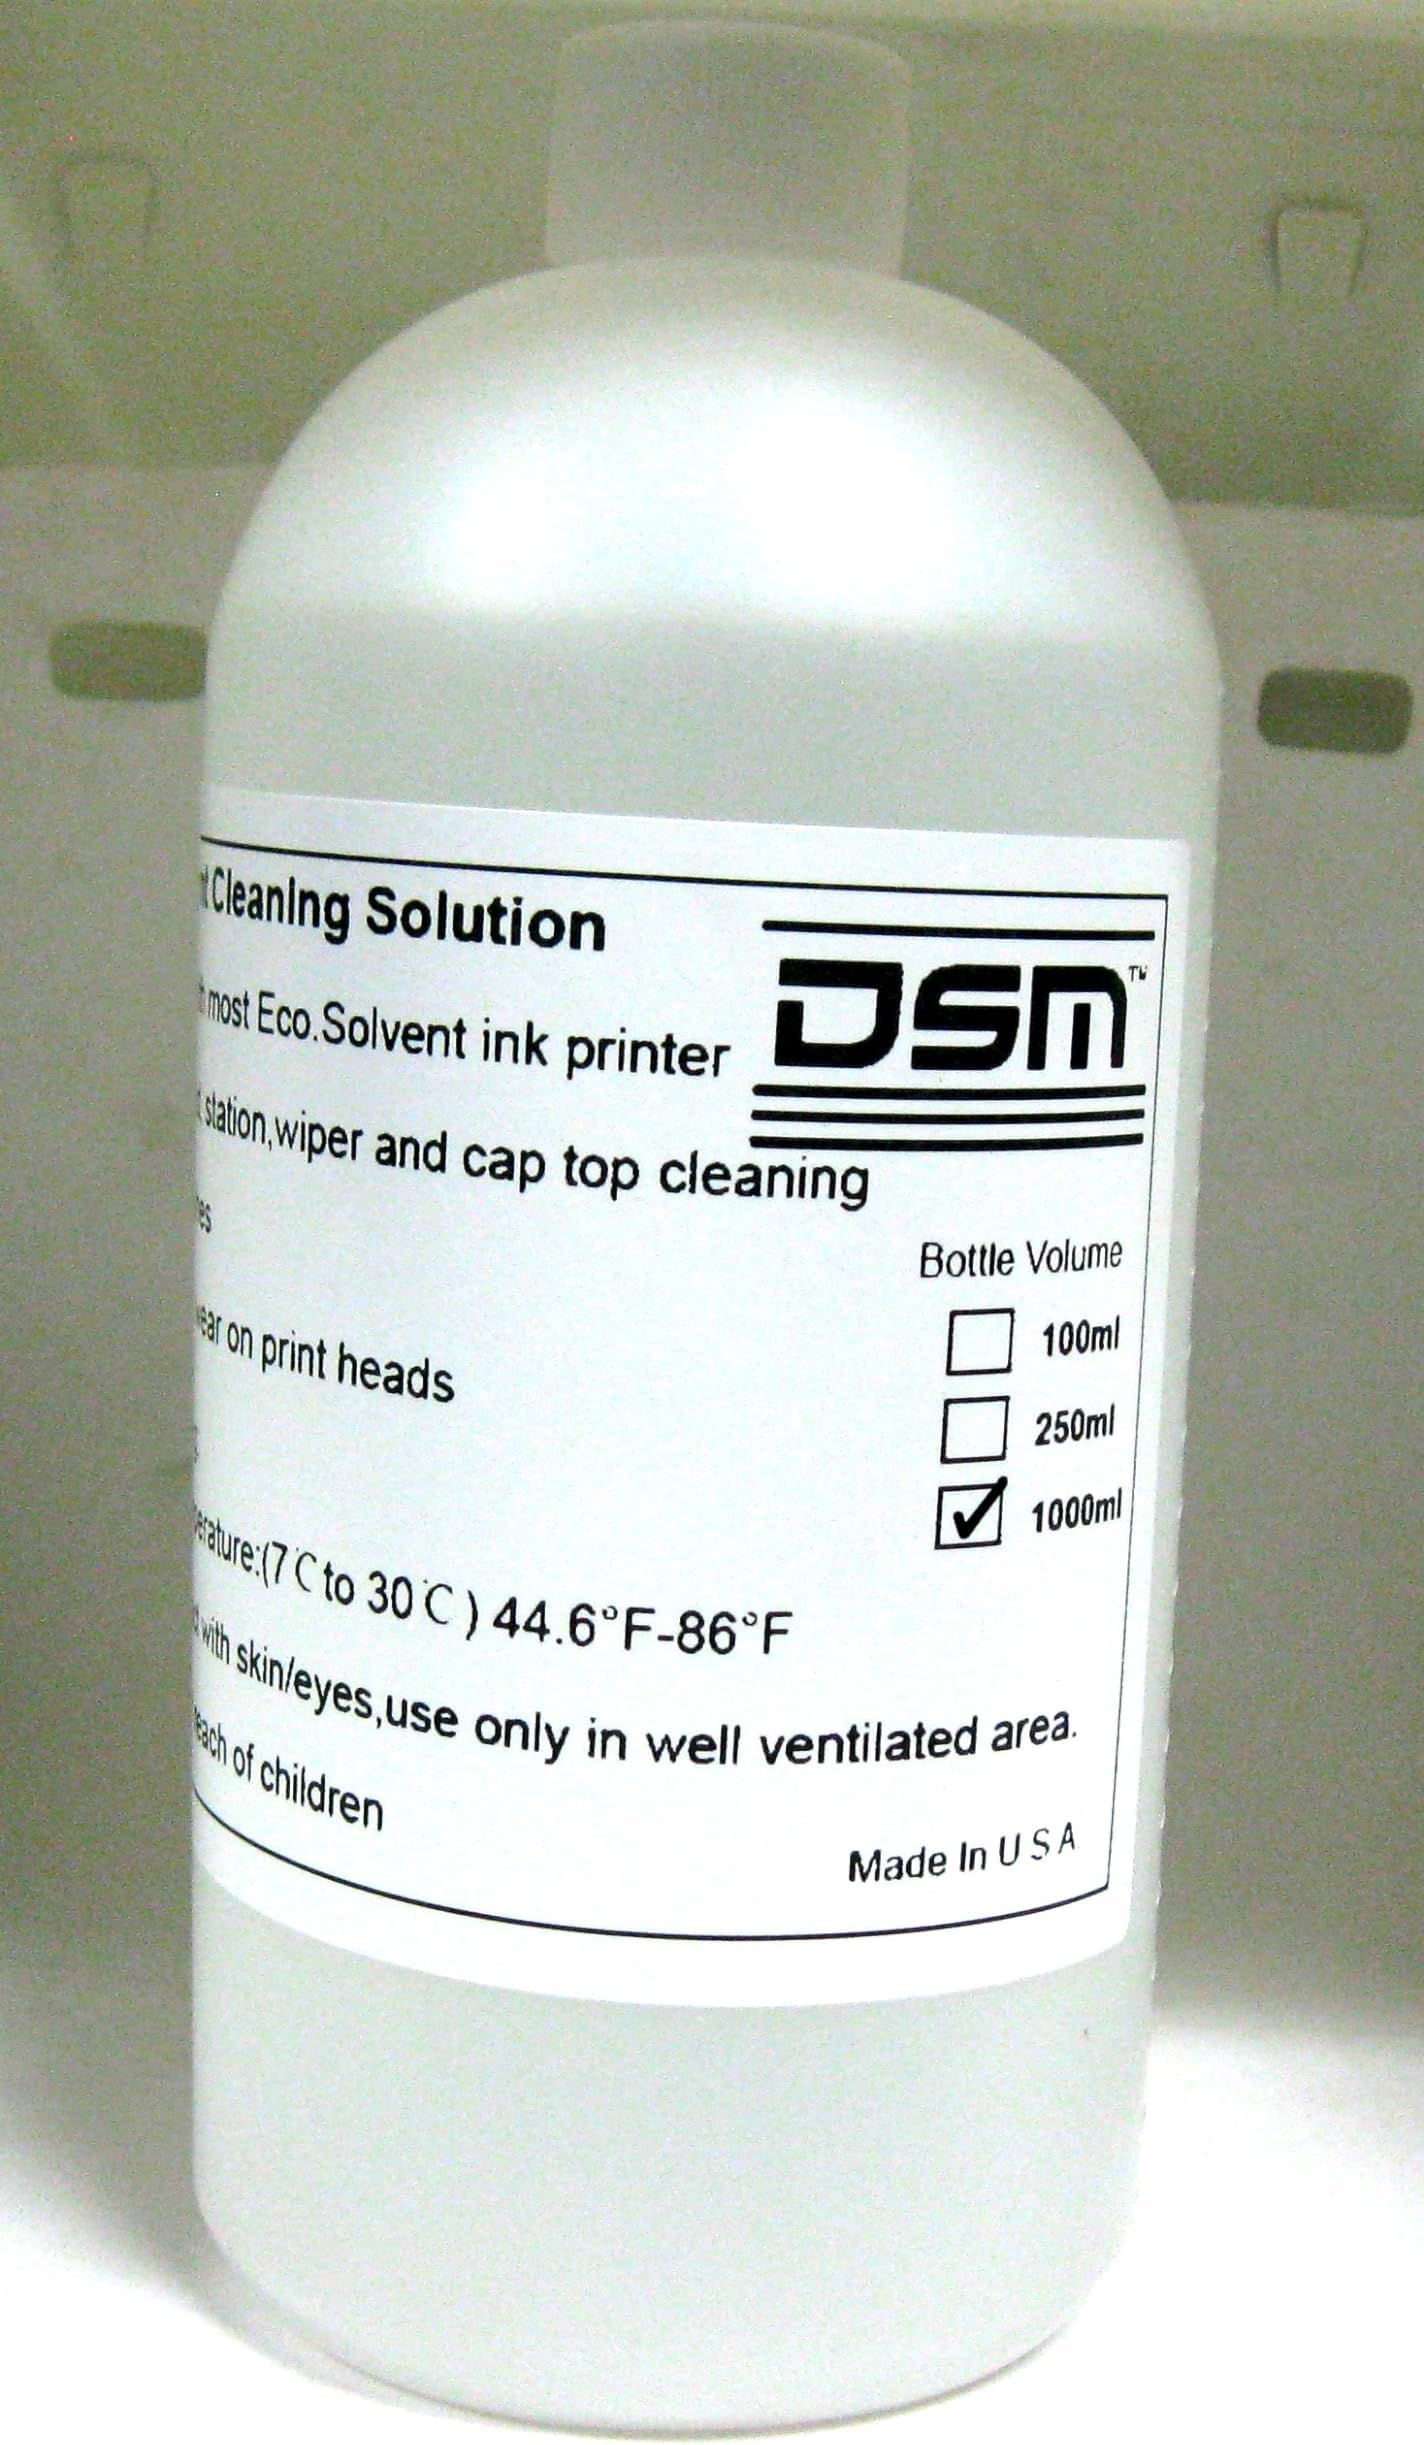 Cleaning Solution
DSM
TM
most Eco.Solvent ink printer
station,wiper and cap top cleaning
Bottle Volume
on print heads
100ml
250ml
1000ml
:(7℃ to 30℃) 44.6°F-86°F
with skin/eyes,use only in well ventilated area.
of children
Made In U S A